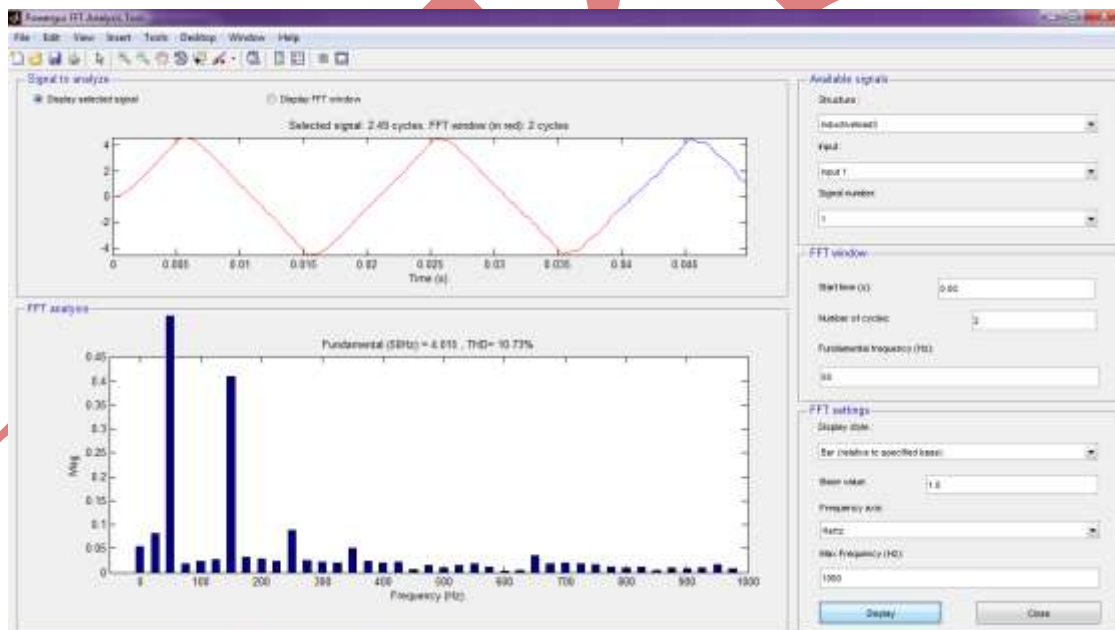 Powergui FFT Analysis Tool
File Edit View Insert Tools Desktop Window Help
Signal to analyze
Display selected signal
Display FFT window
Selected signal: 2.45 cycles. FFT window (in red): 2 cycles
4
2
0
-2
-4
0 0.005 0.01 0.015 0.02 0.025 0.03 0.035 0.04 0.045
Time (s)
FFT analysis
Fundamental (50Hz) = 4.015 , THD= 10.73%
0.45
0.4
0.35
0.3
0.25
0.2
0.15
0.1
0.05
0
Mag
0 100 200 300 400 500 600 700 800 900 1000
Frequency (Hz)
Available signals
Structure :
Input :
input 1
Signal number:
1
FFT window
Start time (s):
0.00
Number of cycles:
2
Fundamental frequency (Hz):
50
FFT settings
Display style :
Bar (relative to specified base)
Base value:
1.0
Frequency axis:
Hertz
Max Frequency (Hz):
1000
Display
Close